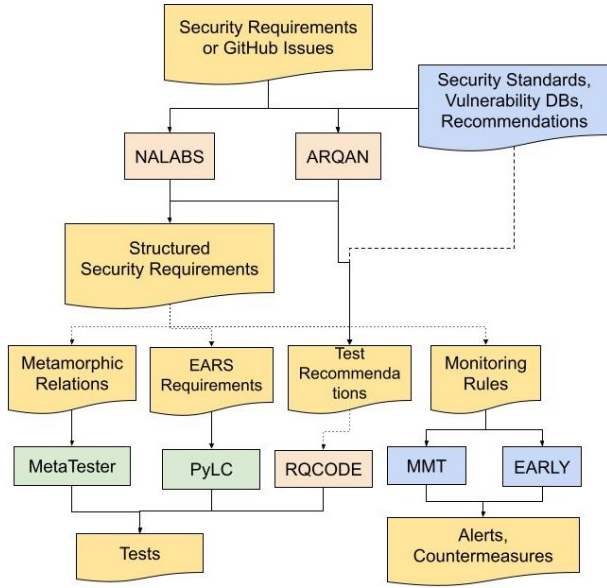 Security Requirements
or GitHub Issues
Security Standards,
Vulnerability DBs,
Recommendations
NALABS
ARQAN
Structured
Security Requirements
Metamorphic
Relations
EARS
Requirements
Test
Recommenda
tions
Monitoring
Rules
MetaTester
PyLC
RQCODE
MMT
EARLY
Tests
Alerts,
Countermeasures